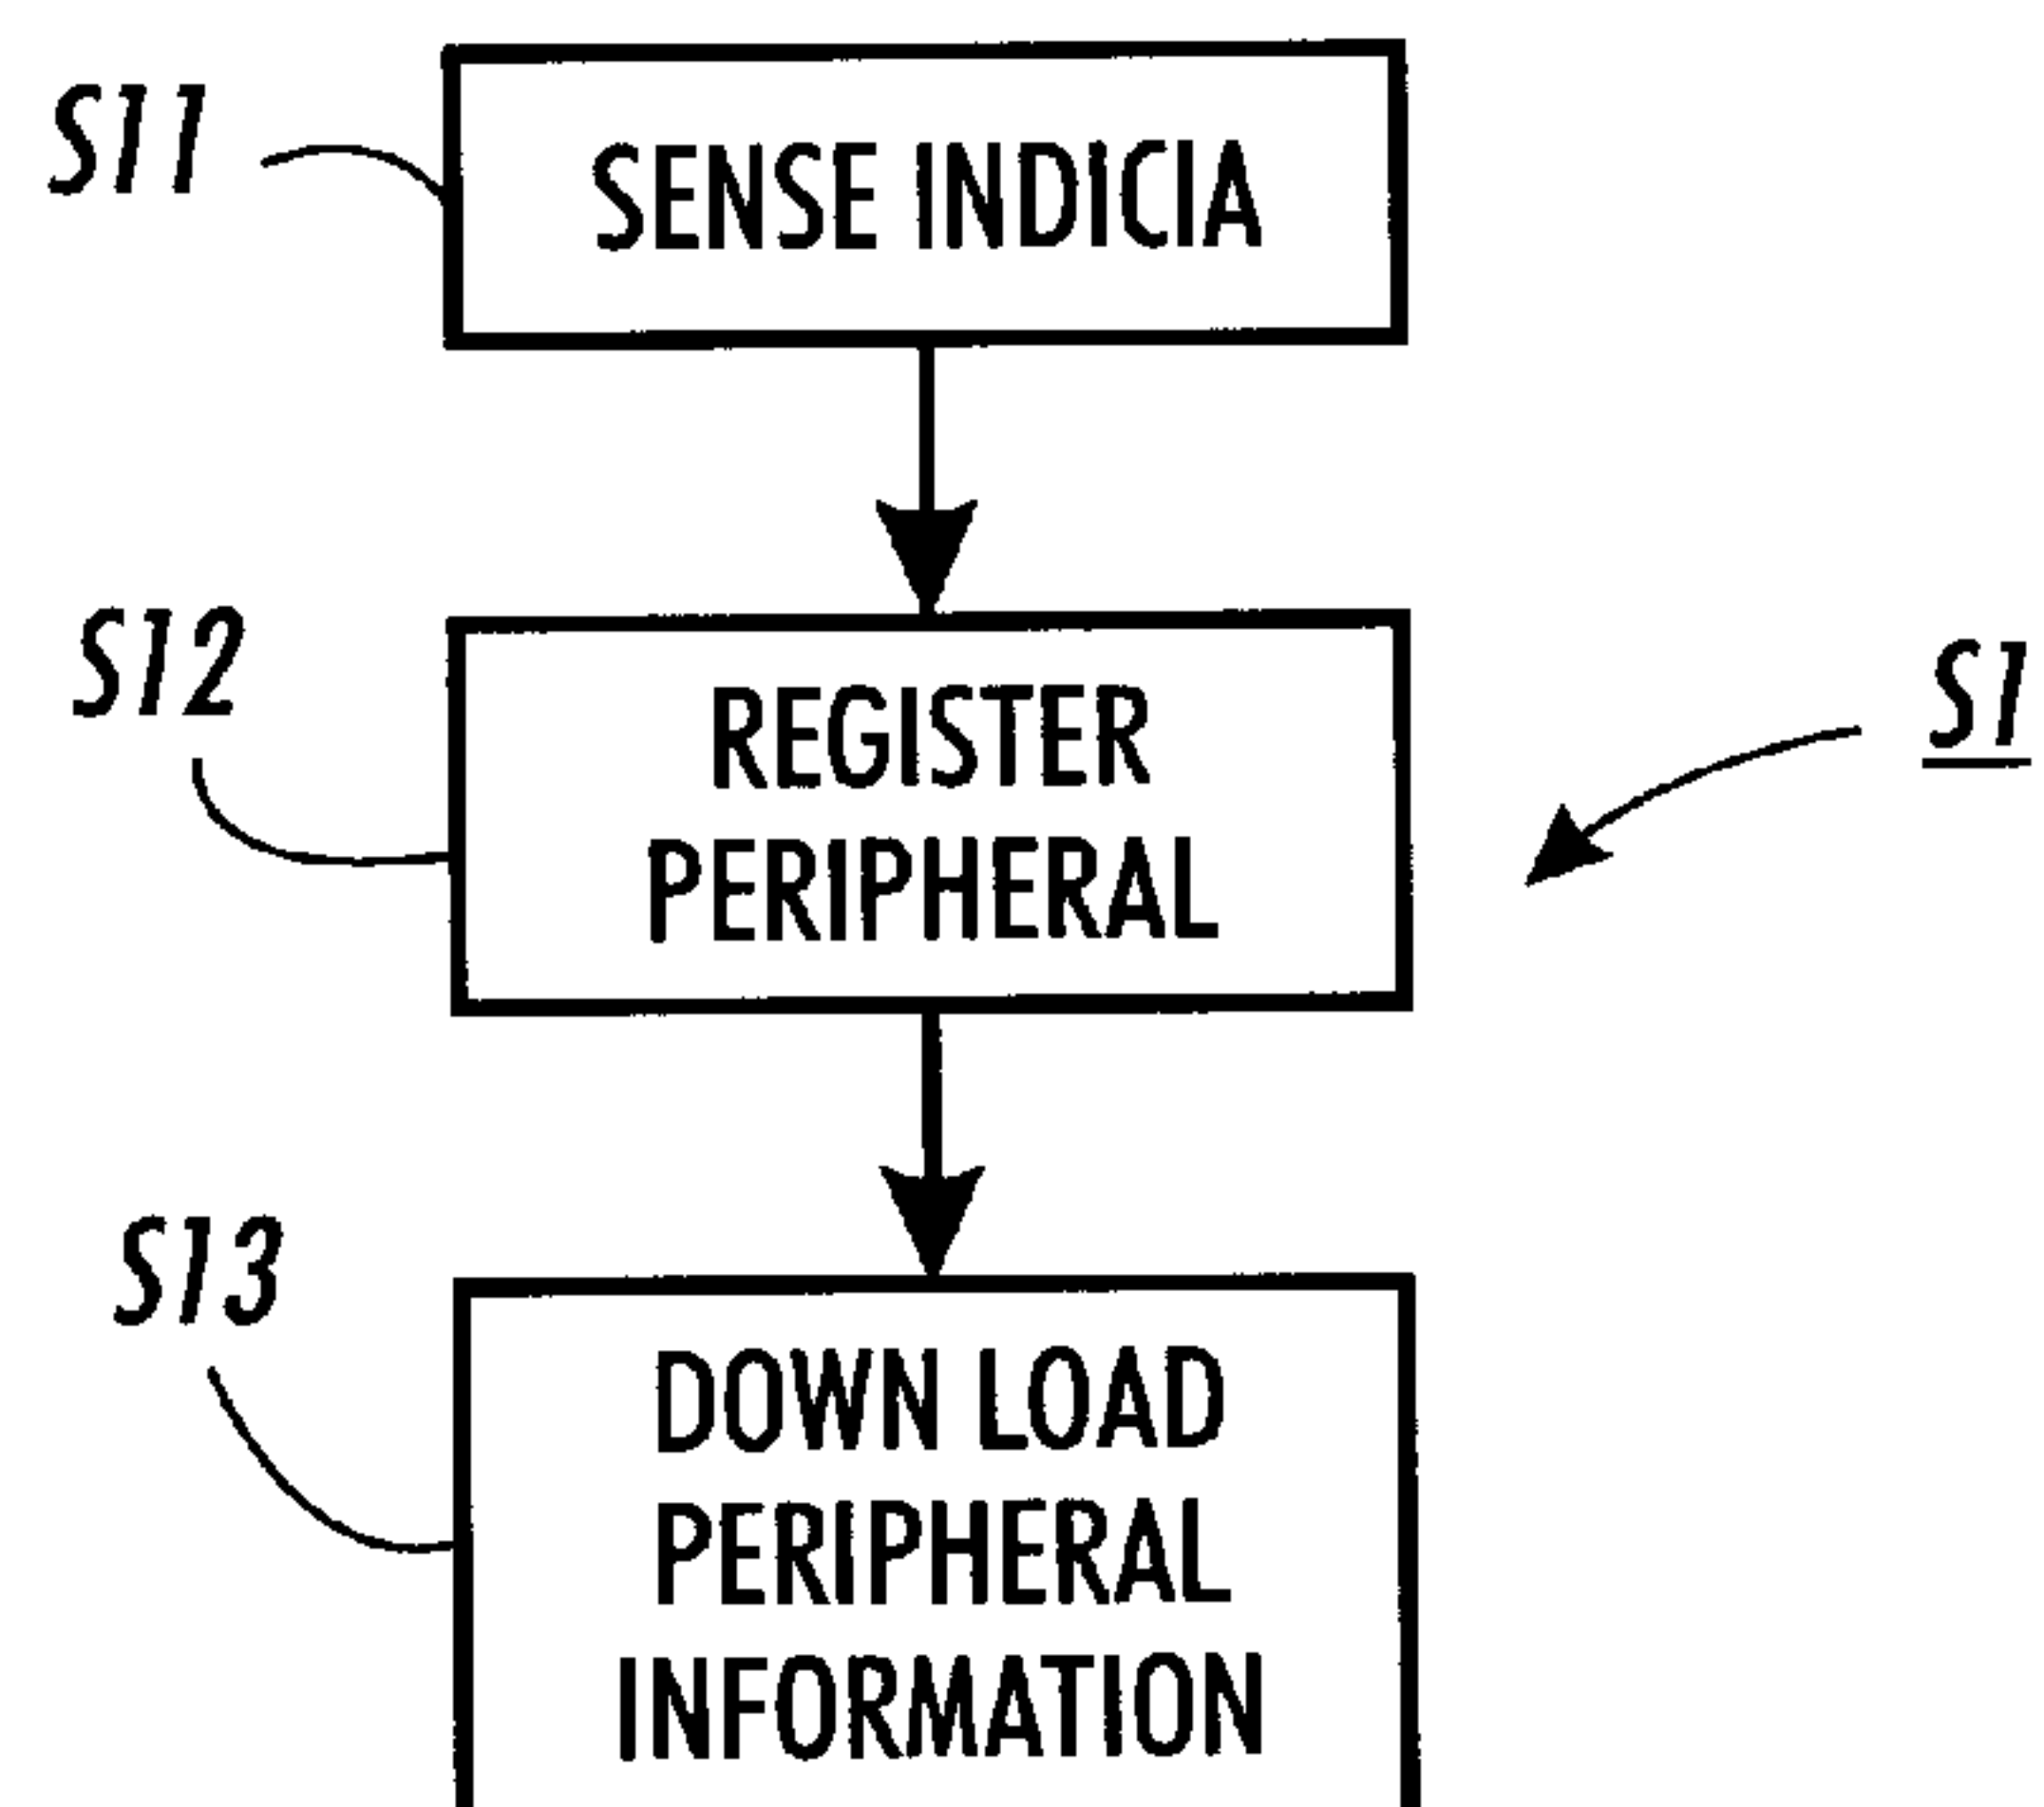 S11
SENSE INDICIA
S12
REGISTER
PERIPHERAL
S1
S13
DOWN LOAD
PERIPHERAL
INFORMATION